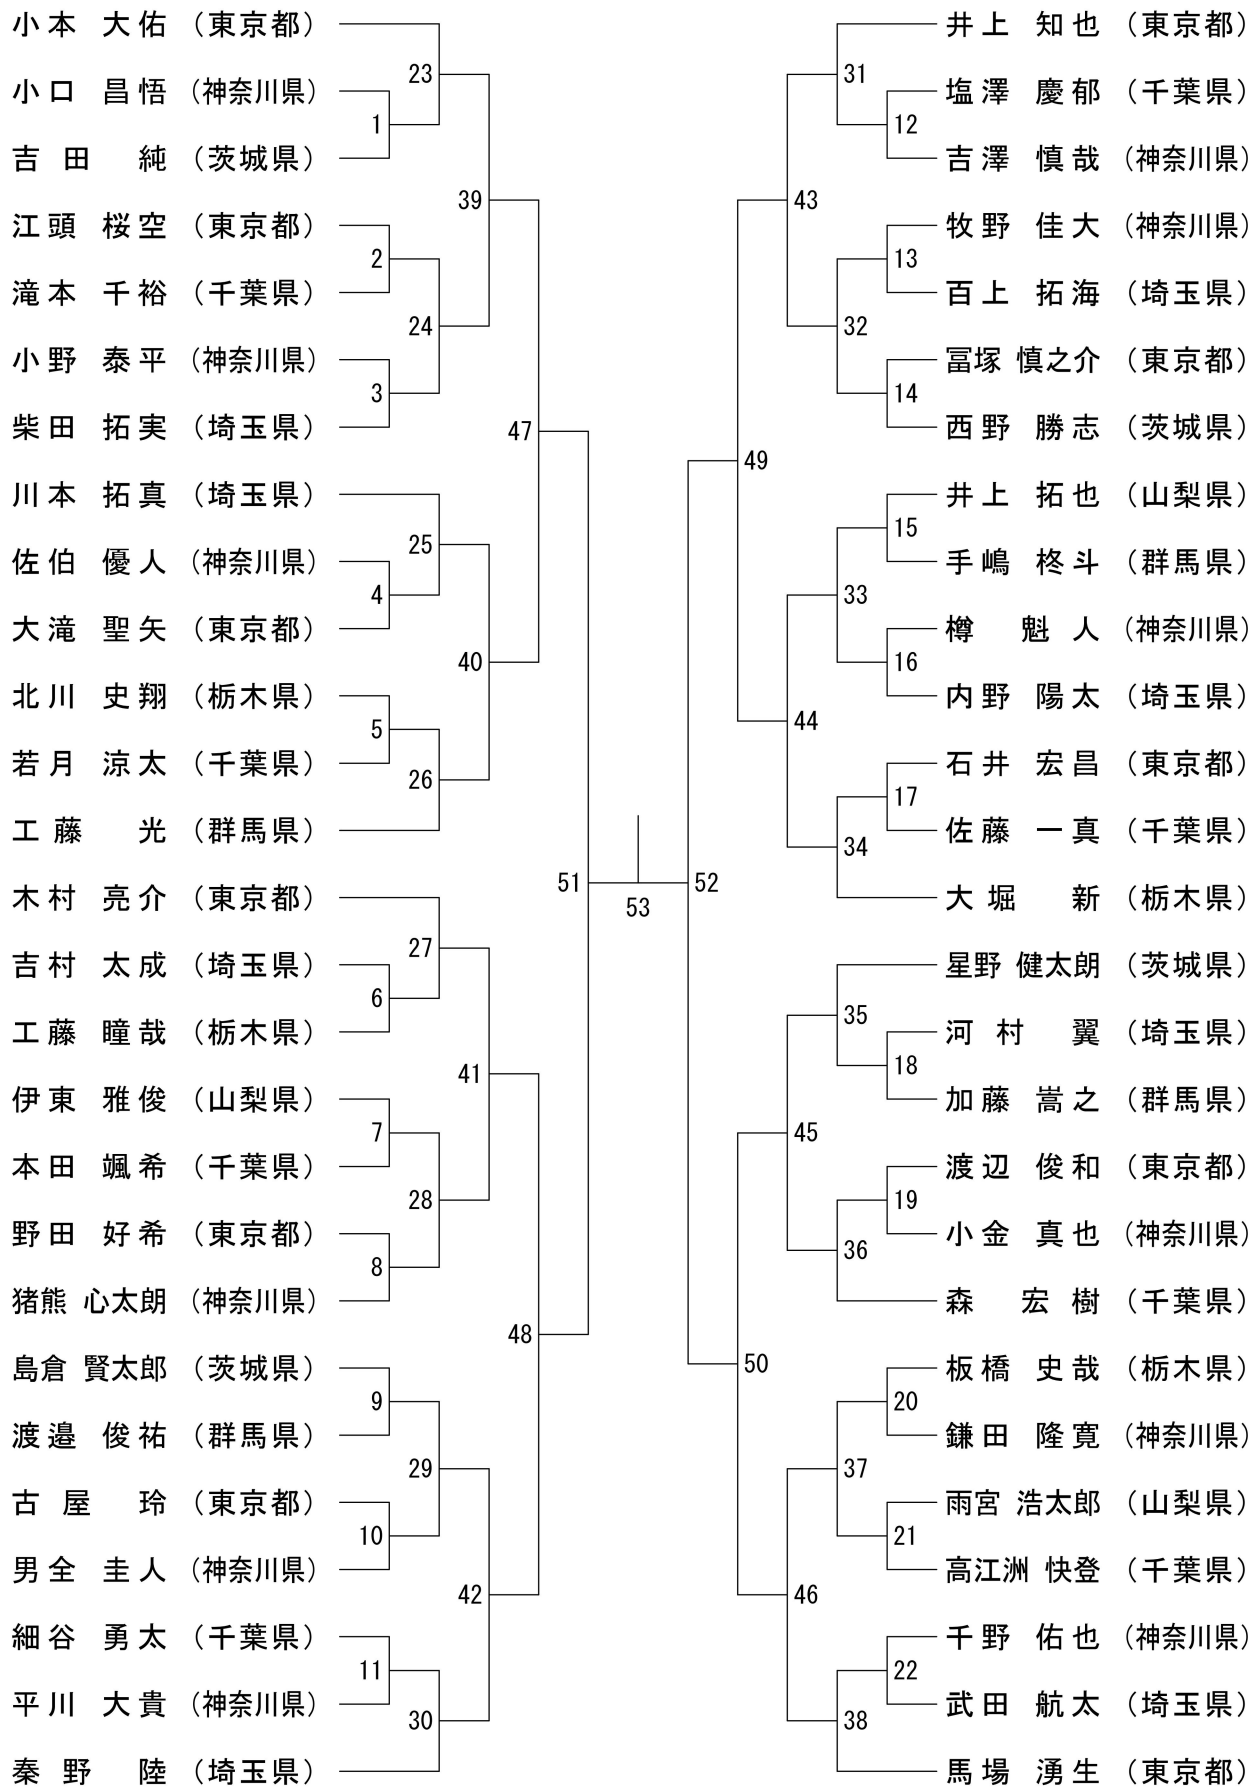 小本 大佑 （東京都）
小口 昌悟 （神奈川県）
吉田 純 （茨城県）
江頭 桜空 （東京都）
滝本 千裕 （千葉県）
小野 泰平 （神奈川県）
柴田 拓実 （埼玉県）
川本 拓真 （埼玉県）
佐伯 優人 （神奈川県）
大滝 聖矢 （東京都）
北川 史翔 （栃木県）
若月 涼太 （千葉県）
工藤 光 （群馬県）
木村 亮介 （東京都）
吉村 太成 （埼玉県）
工藤 瞳哉 （栃木県）
伊東 雅俊 （山梨県）
本田 颯希 （千葉県）
野田 好希 （東京都）
猪熊 心太朗 （神奈川県）
島倉 賢太郎 （茨城県）
渡邉 俊祐 （群馬県）
古屋 玲 （東京都）
男全 圭人 （神奈川県）
細谷 勇太 （千葉県）
平川 大貴 （神奈川県）
秦野 陸 （埼玉県）
1
2
3
4
5
6
7
8
9
10
11
23
24
25
26
27
28
29
30
39
40
41
42
47
48
51
53
52
49
50
43
44
45
46
31
32
33
34
35
36
37
38
12
13
14
15
16
17
18
19
20
21
22
井上 知也 （東京都）
塩澤 慶郁 （千葉県）
吉澤 慎哉 （神奈川県）
牧野 佳大 （神奈川県）
百上 拓海 （埼玉県）
冨塚 慎之介 （東京都）
西野 勝志 （茨城県）
井上 拓也 （山梨県）
手嶋 柊斗 （群馬県）
樽 魁人 （神奈川県）
内野 陽太 （埼玉県）
石井 宏昌 （東京都）
佐藤 一真 （千葉県）
大堀 新 （栃木県）
星野 健太朗 （茨城県）
河村 翼 （埼玉県）
加藤 嵩之 （群馬県）
渡辺 俊和 （東京都）
小金 真也 （神奈川県）
森 宏樹 （千葉県）
板橋 史哉 （栃木県）
鎌田 隆寛 （神奈川県）
雨宮 浩太郎 （山梨県）
高江洲 快登 （千葉県）
千野 佑也 （神奈川県）
武田 航太 （埼玉県）
馬場 湧生 （東京都）